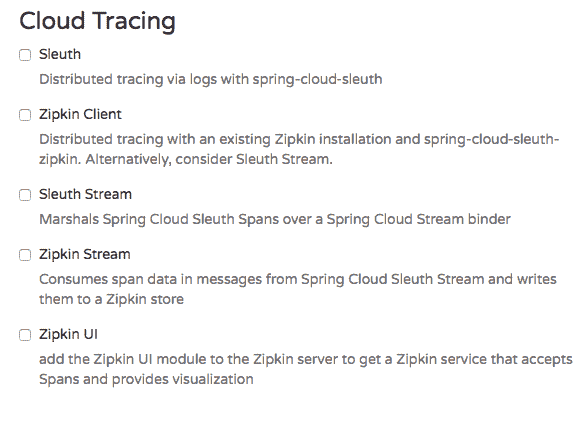 Cloud Tracing
Sleuth
Distributed tracing via logs with spring-cloud-sleuth
Zipkin Client
Distributed tracing with an existing Zipkin installation and spring-cloud-sleuth-
zipkin. Alternatively, consider Sleuth Stream.
Sleuth Stream
Marshals Spring Cloud Sleuth Spans over a Spring Cloud Stream binder
Zipkin Stream
Consumes span data in messages from Spring Cloud Sleuth Stream and writes
them to a Zipkin store
Zipkin UI
add the Zipkin UI module to the Zipkin server to get a Zipkin service that accepts
Spans and provides visualization